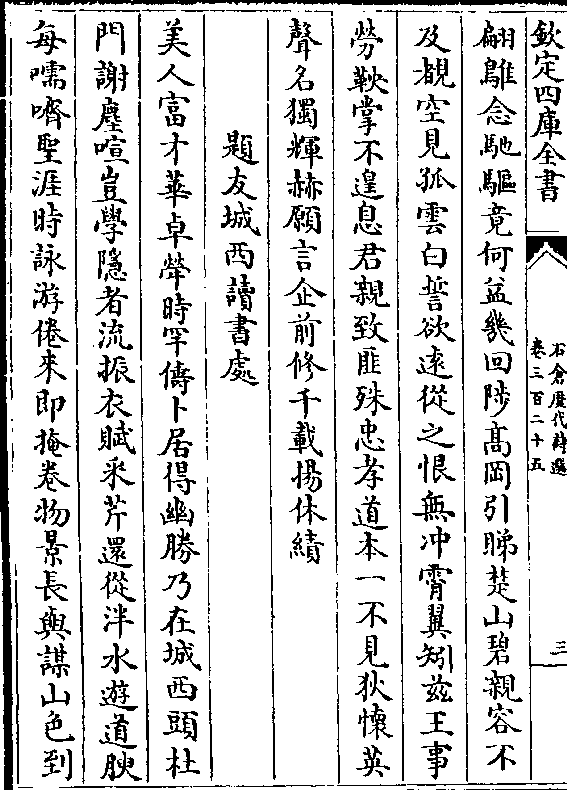 欽定四庫全書
石倉歴代詩選
卷三百二十五
三
翩雛念馳驅竟何益幾回陟髙岡引睇楚山碧親容不
及覩空見孤雲白誓欲逺從之恨無冲霄翼矧兹王事
勞鞅掌不遑息君親致匪殊忠孝道本一不見狄懷英
聲名獨輝赫願言企前修千載揚休績
題友城西讀書處
美人富才華卓犖時罕儔卜居得幽勝乃在城西頭杜
門謝塵喧豈學隱者流振衣賦采芹還從泮水遊道腴
每嚅嚌聖涯時詠游倦來即掩卷物景長與謀山色到